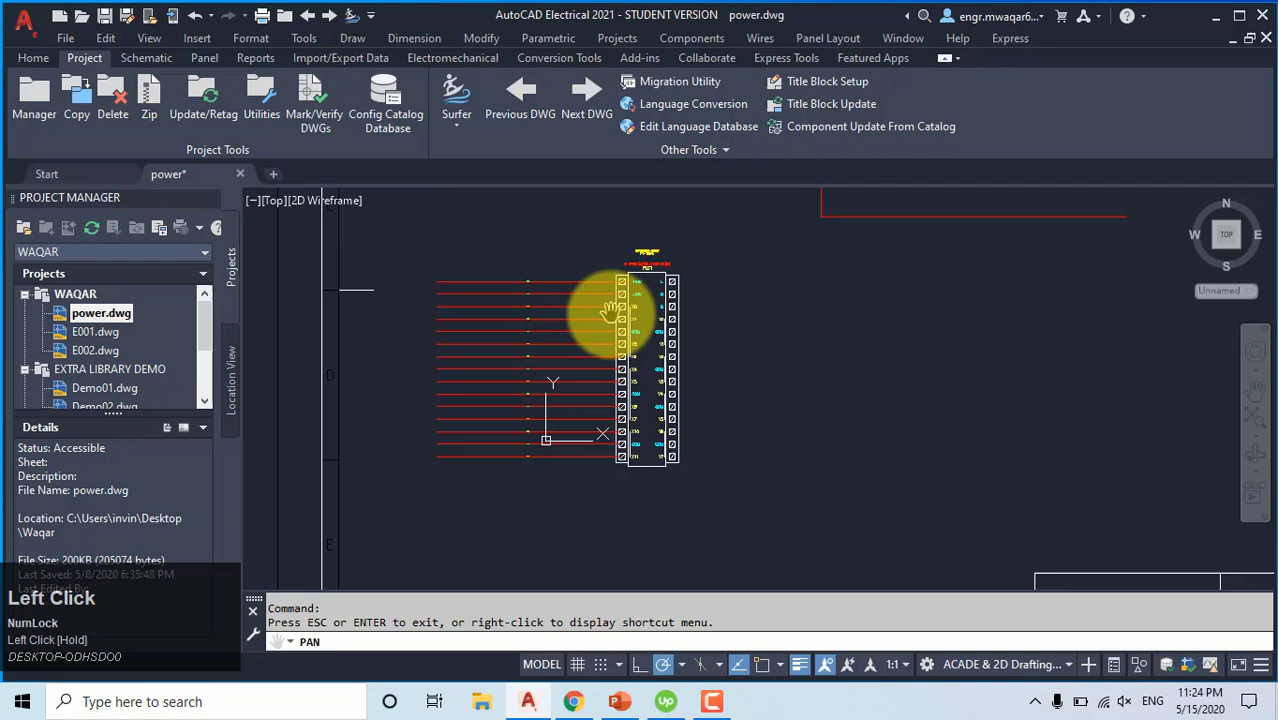 AutoCAD Electrical 2021 - STUDENT VERSION power.dwg
engr.mwaqar6...
File Edit View Insert Format Tools Draw Dimension Modify Parametric Projects Components Wires Panel Layout Window Help Express
Home Project Schematic Panel Reports Import/Export Data Electromechanical Conversion Tools Add-ins Collaborate Express Tools Featured Apps
Manager Copy Delete Zip Update/Retag Utilities Mark/Verify DWGs Config Catalog Database
Surfer Previous DWG Next DWG
Migration Utility Title Block Setup
Language Conversion Title Block Update
Edit Language Database Component Update From Catalog
Project Tools Other Tools
Start power*
PROJECT MANAGER
WAQAR
Projects
WAQAR
power.dwg
E001.dwg
E002.dwg
EXTRA LIBRARY DEMO
Demo01.dwg
Demo02.dwg
Projects
Location View
Details
Status: Accessible
Sheet:
Description:
File Name: power.dwg
Location: C:\Users\invin\Desktop
\Waqar
File Size: 200KB (205074 bytes)
Last Saved: 5/8/2020 6:35:48 PM
Last Edited By:
Left Click
NumLock
Left Click [Hold]
DESKTOP-ODHSDO0
[−][Top][2D Wireframe]
N
W TOP E
S
Unnamed
D
E
Y
X
Command:
Press ESC or ENTER to exit, or right-click to display shortcut menu.
PAN
MODEL 1:1 ACADE & 2D Drafting...
Type here to search
ENG
11:24 PM
5/15/2020